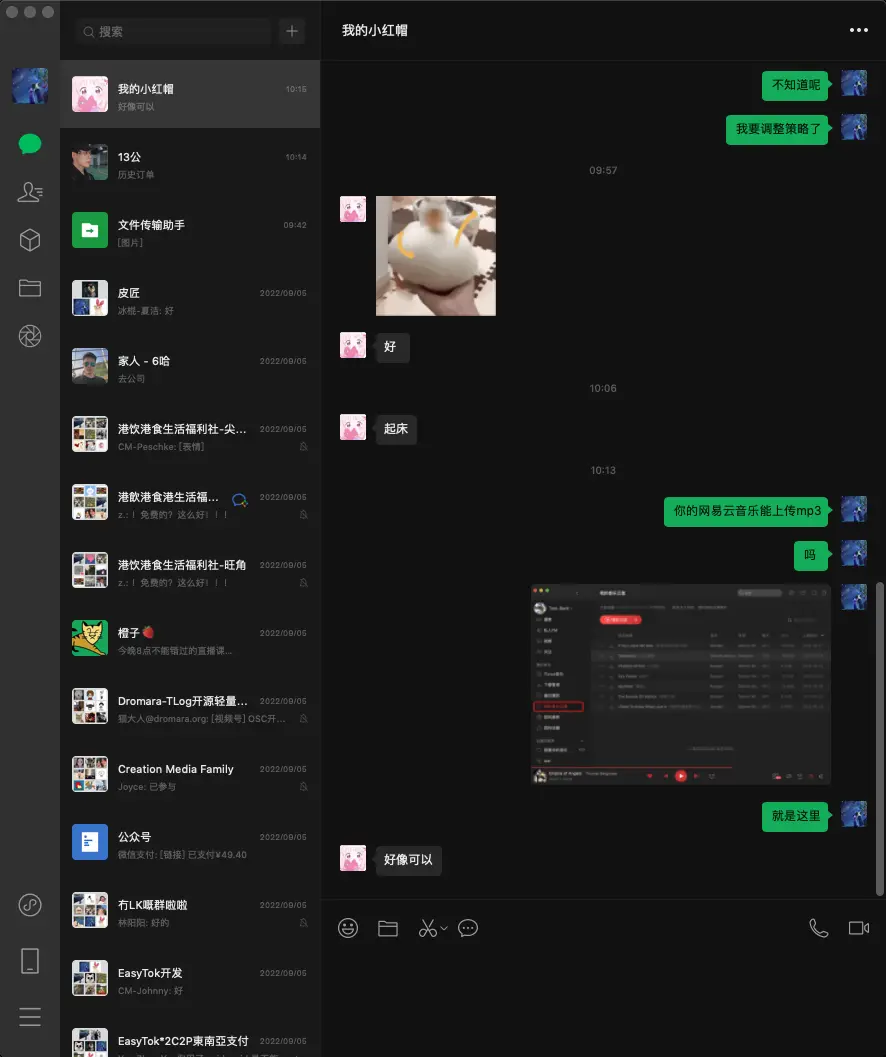 搜索
我的小红帽
10:15
好像可以
13公
10:14
历史订单
文件传输助手
09:42
[图片]
皮匠
2022/09/05
冰棍-夏洁: 好
家人 - 6哈
2022/09/05
去公司
港饮港食生活福利社-尖...
2022/09/05
CM-Peschke: [表情]
港飲港食港生活福...
2022/09/05
z.:！免费的？这么好！！！
港饮港食生活福利社-旺角
2022/09/05
z.:！免费的？这么好！！！
橙子🍓
2022/09/05
今晚8点不能错过的直播课...
Dromara-TLog开源轻量...
2022/09/05
猫大人@dromara.org: [视频号] OSC开...
Creation Media Family
2022/09/05
Joyce: 已参与
公众号
2022/09/05
微信支付: [链接] 已支付¥49.40
冇LK嘅群啦啦
2022/09/05
林阳阳: 好的
EasyTok开发
2022/09/05
CM-Johnny: 好
EasyTok*2C2P東南亞支付
2022/09/05
我的小红帽
不知道呢
我要调整策略了
09:57
好
10:06
起床
10:13
你的网易云音乐能上传mp3
吗
就是这里
好像可以